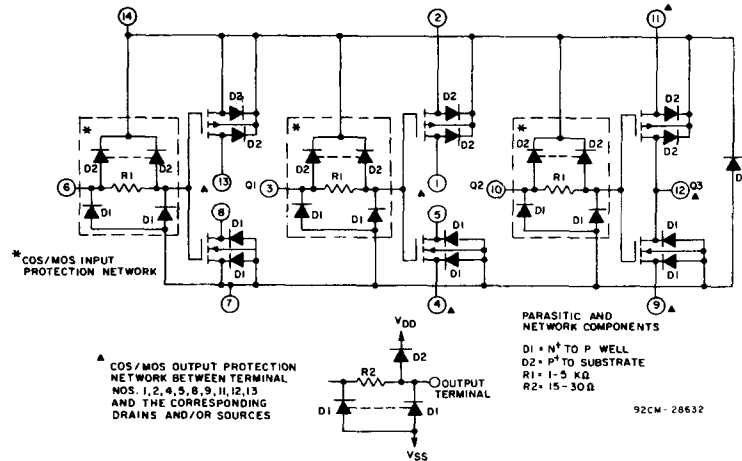 14
2
11 ▲
D2
D2
D2
*
*
*
D2
D2
D2
D2 D2
D2 D2
D2 D2
D
R1
R1
R1
6
13
Q1 3
1
Q2 10
12 Q3
▲
▲
▲
D1 D1
8
D1 D1
5
D1 D1
D1
D1
D1
D1
D1
D1
7
4 ▲
9 ▲
* COS/MOS INPUT
PROTECTION NETWORK
▲ COS/MOS OUTPUT PROTECTION
NETWORK BETWEEN TERMINAL
NOS. 1,2,4,5,8,9,11,12,13
AND THE CORRESPONDING
DRAINS AND/OR SOURCES
VDD
D2
R2
OUTPUT
TERMINAL
D1
D1
VSS
PARASITIC AND
NETWORK COMPONENTS
D1 = N+ TO P WELL
D2 = P+ TO SUBSTRATE
R1 = 1-5 KΩ
R2 = 15-30Ω
92CM-28632